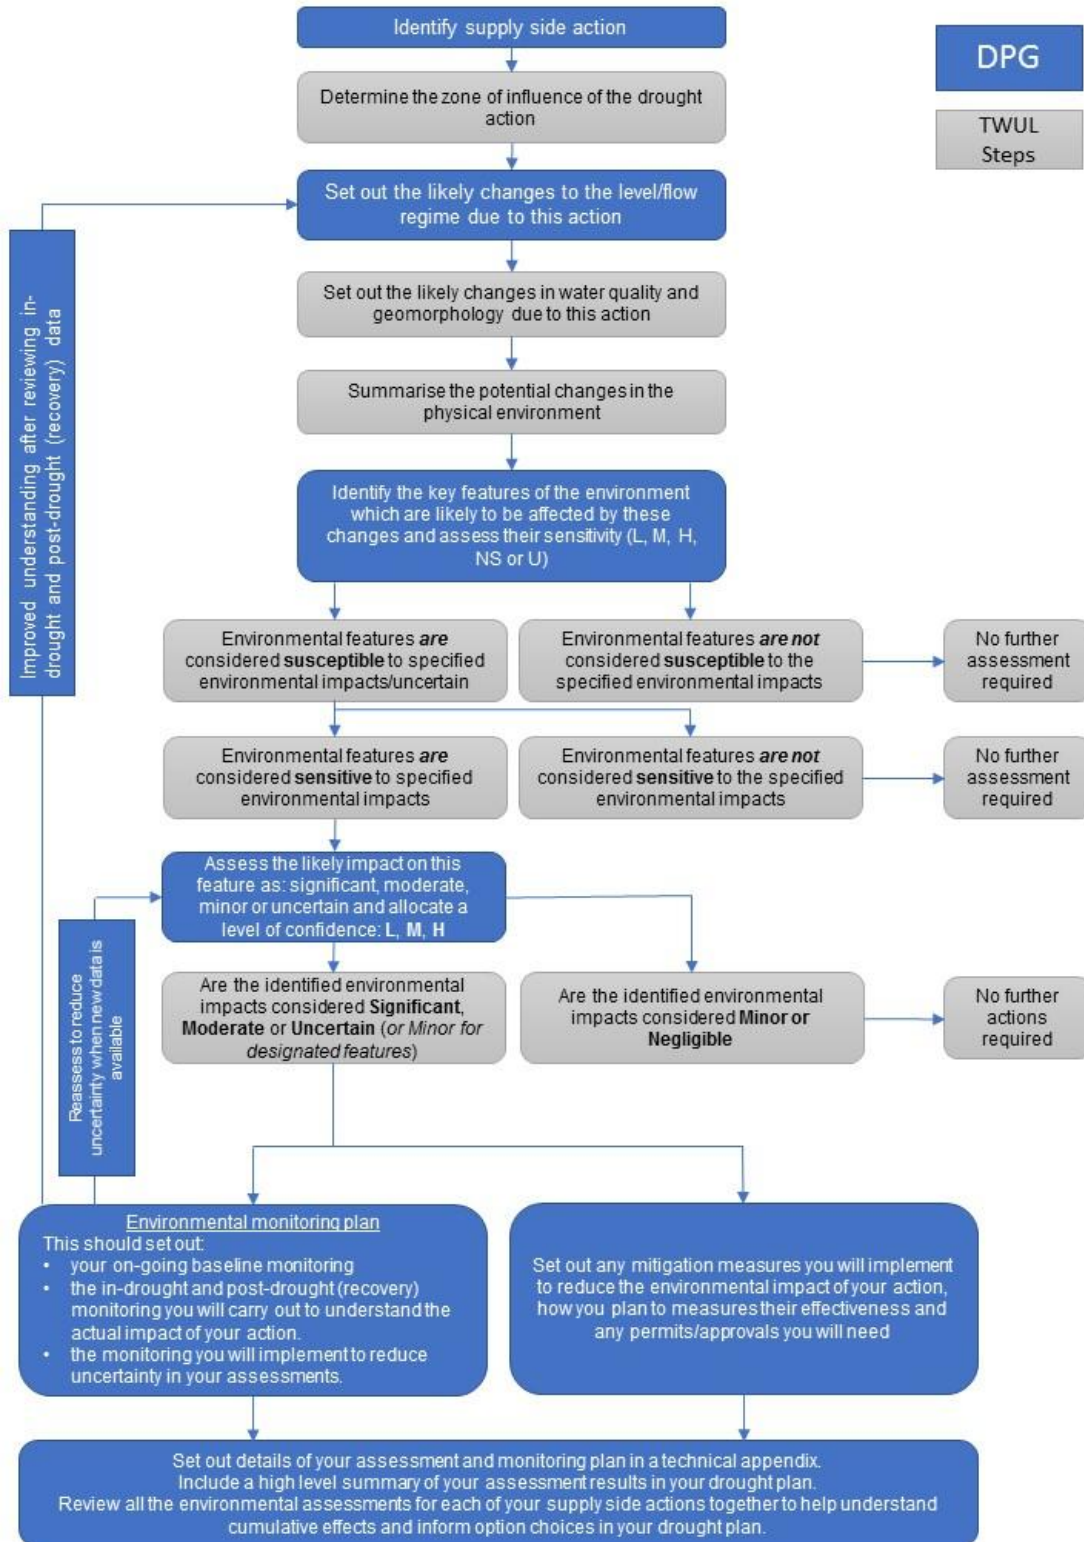 Identify supply side action
DPG
Determine the zone of influence of the drought
action
TWUL
Steps
Set out the likely changes to the level/flow
regime due to this action
Set out the likely changes in water quality and
geomorphology due to this action
Summarise the potential changes in the
physical environment
Improved understanding after reviewing in-
drought and post-drought (recovery) data
Identify the key features of the environment
which are likely to be affected by these
changes and assess their sensitivity (L, M, H,
NS or U)
Environmental features are
considered susceptible to specified
environmental impacts/uncertain
Environmental features are not
considered susceptible to the
specified environmental impacts
No further
assessment
required
Environmental features are
considered sensitive to specified
environmental impacts
Environmental features are not
considered sensitive to the specified
environmental impacts
No further
assessment
required
Assess the likely impact on this
feature as: significant, moderate,
minor or uncertain and allocate a
level of confidence: L, M, H
Reassess to reduce
uncertainty when new data is
available
Are the identified environmental
impacts considered Significant,
Moderate or Uncertain (or Minor for
designated features)
Are the identified environmental
impacts considered Minor or
Negligible
No further
actions
required
Environmental monitoring plan
This should set out:
• your on-going baseline monitoring
• the in-drought and post-drought (recovery)
monitoring you will carry out to understand the
actual impact of your action.
• the monitoring you will implement to reduce
uncertainty in your assessments.
Set out any mitigation measures you will implement
to reduce the environmental impact of your action,
how you plan to measures their effectiveness and
any permits/approvals you will need
Set out details of your assessment and monitoring plan in a technical appendix.
Include a high level summary of your assessment results in your drought plan.
Review all the environmental assessments for each of your supply side actions together to help understand
cumulative effects and inform option choices in your drought plan.